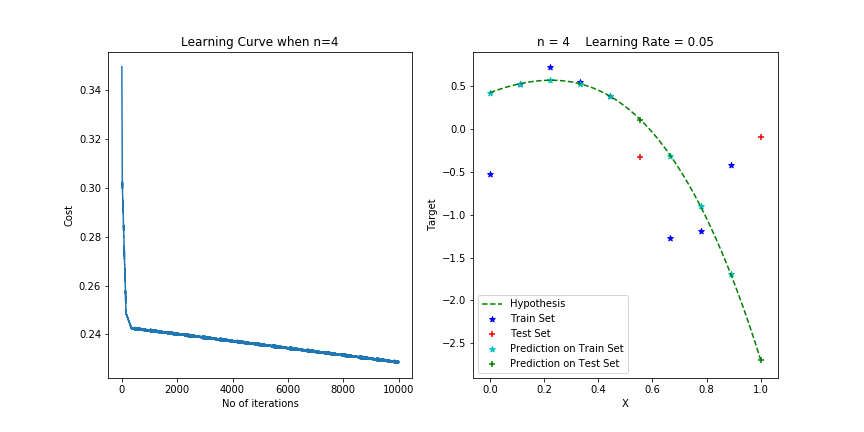 Learning Curve when n=4
0.34
0.32
0.30
0.28
0.26
0.24
Cost
0 2000 4000 6000 8000 10000
No of iterations
n = 4    Learning Rate = 0.05
0.5
0.0
−0.5
−1.0
−1.5
−2.0
−2.5
Target
Hypothesis
Train Set
Test Set
Prediction on Train Set
Prediction on Test Set
0.0 0.2 0.4 0.6 0.8 1.0
X